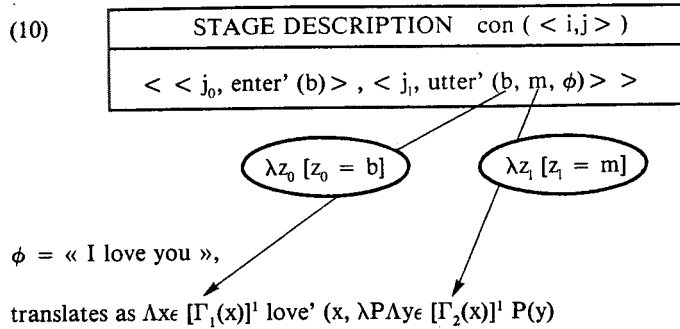 (10)
STAGE DESCRIPTION con ( < i,j > )
< < j₀, enter' (b) > , < j₁, utter' (b, m, ϕ) > >
λz₀ [z₀ = b]
λz₁ [z₁ = m]
ϕ = « I love you »,
translates as Λxϵ [Γ₁(x)]¹ love' (x, λPΛyϵ [Γ₂(x)]¹ P(y)